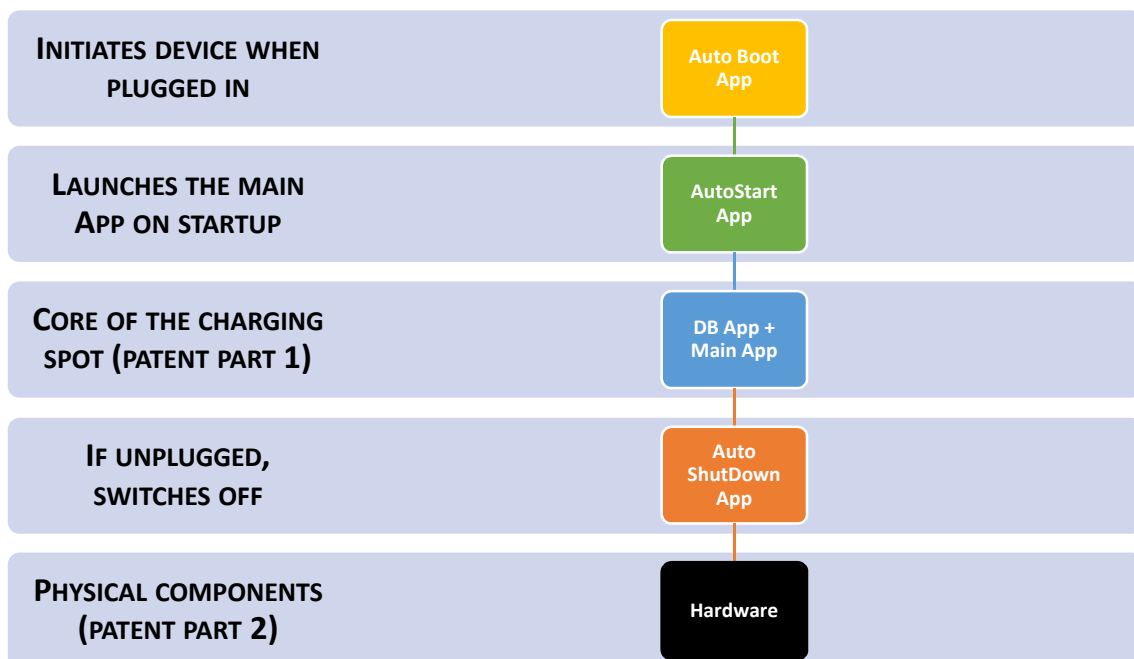 INITIATES DEVICE WHEN
PLUGGED IN
Auto Boot
App
LAUNCHES THE MAIN
APP ON STARTUP
AutoStart
App
CORE OF THE CHARGING
SPOT (PATENT PART 1)
DB App +
Main App
IF UNPLUGGED,
SWITCHES OFF
Auto
ShutDown
App
PHYSICAL COMPONENTS
(PATENT PART 2)
Hardware